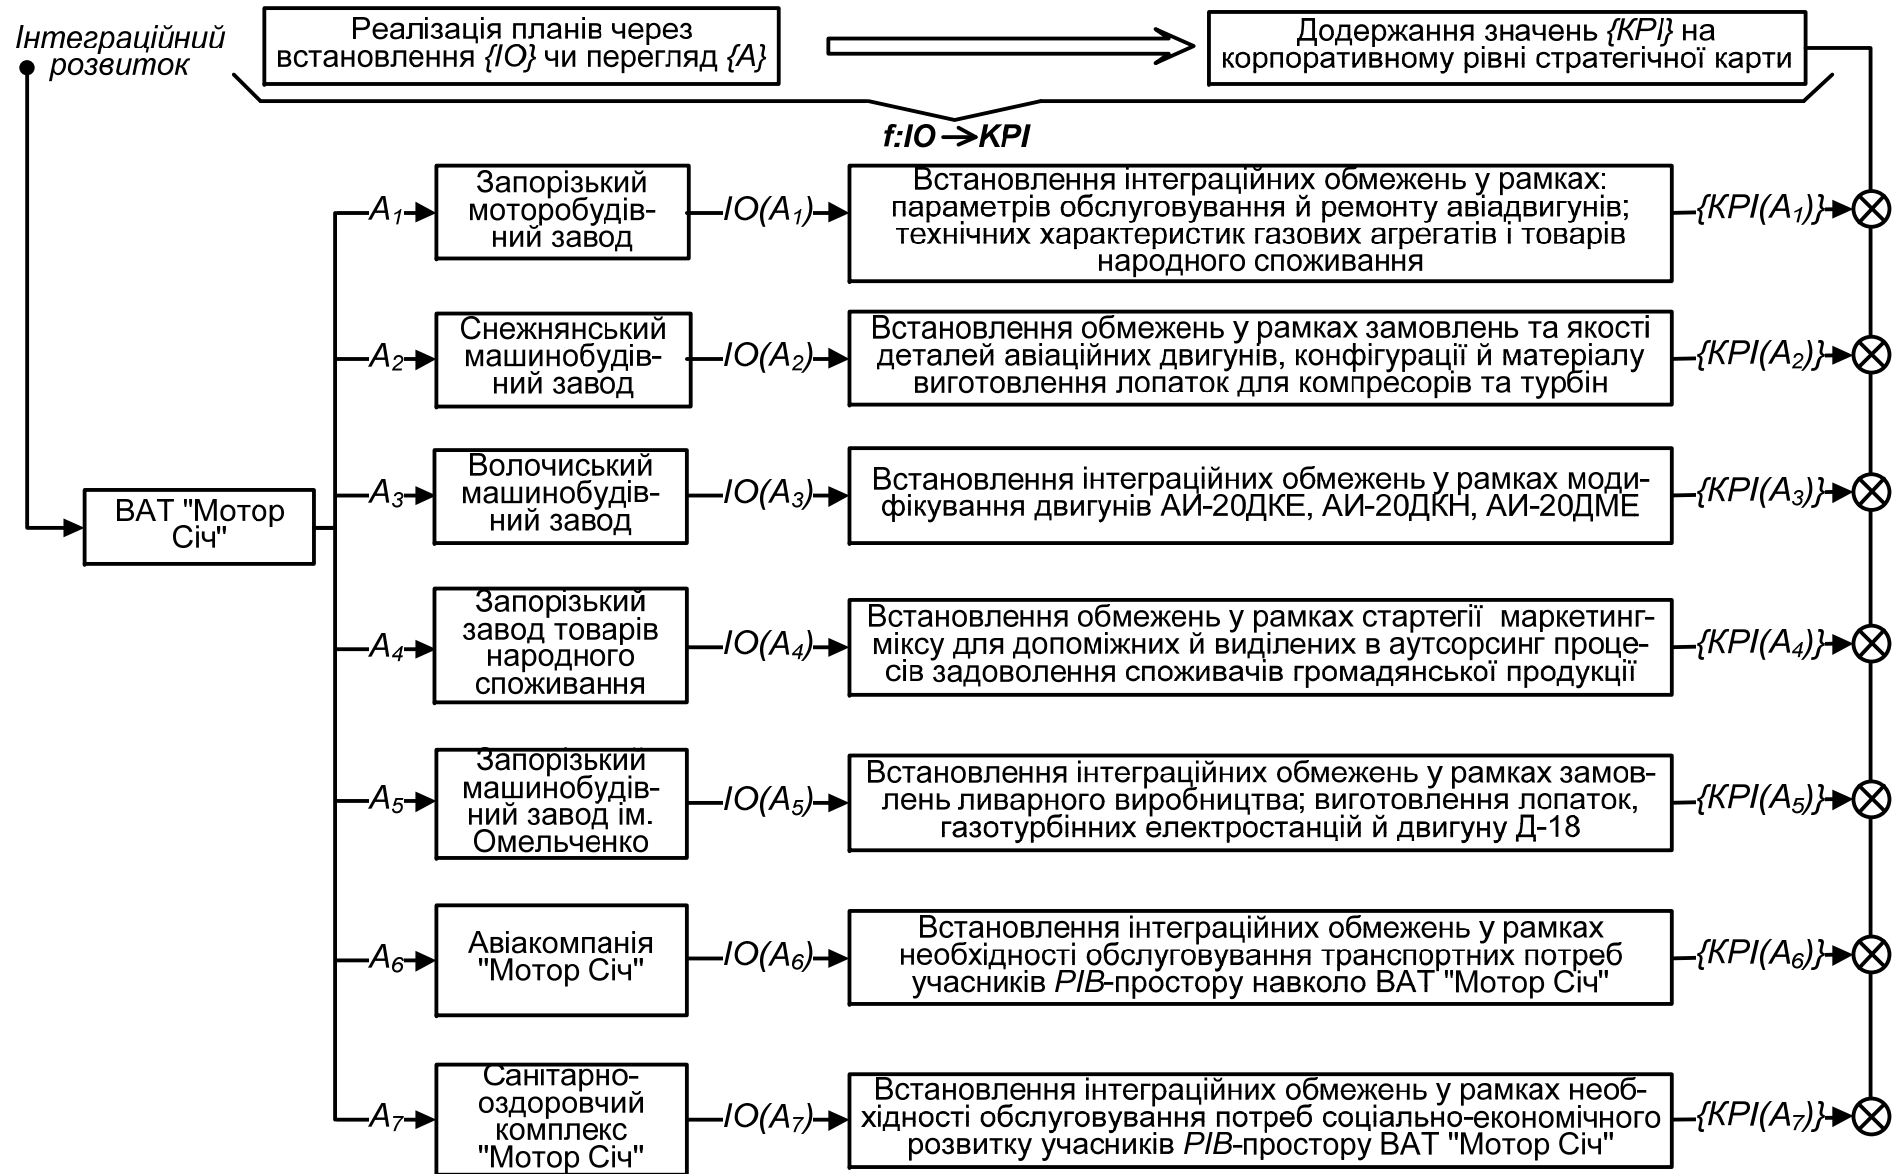 Інтеграційний
розвиток
Реалізація планів через
встановлення {ІО} чи перегляд {А}
Додержання значень {KPI} на
корпоративному рівні стратегічної карти
f:IO→KPI
ВАТ "Мотор
Січ"
A1
Запорізький
моторобудів-
ний завод
IO(A1)
Встановлення інтеграційних обмежень у рамках:
параметрів обслуговування й ремонту авіадвигунів;
технічних характеристик газових агрегатів і товарів
народного споживання
{KPI(A1)}
A2
Снежнянський
машинобудів-
ний завод
IO(A2)
Встановлення обмежень у рамках замовлень та якості
деталей авіаційних двигунів, конфігурації й матеріалу
виготовлення лопаток для компресорів та турбін
{KPI(A2)}
A3
Волочиський
машинобудів-
ний завод
IO(A3)
Встановлення інтеграційних обмежень у рамках моди-
фікування двигунів АИ-20ДКЕ, АИ-20ДКН, АИ-20ДМЕ
{KPI(A3)}
A4
Запорізький
завод товарів
народного
споживання
IO(A4)
Встановлення обмежень у рамках стартегії маркетинг-
міксу для допоміжних й виділених в аутсорсинг проце-
сів задоволення споживачів громадянської продукції
{KPI(A4)}
A5
Запорізький
машинобудів-
ний завод ім.
Омельченко
IO(A5)
Встановлення інтеграційних обмежень у рамках замов-
лень ливарного виробництва; виготовлення лопаток,
газотурбінних електростанцій й двигуну Д-18
{KPI(A5)}
A6
Авіакомпанія
"Мотор Січ"
IO(A6)
Встановлення інтеграційних обмежень у рамках
необхідності обслуговування транспортних потреб
учасників РІВ-простору навколо ВАТ "Мотор Січ"
{KPI(A6)}
A7
Санітарно-
оздоровчий
комплекс
"Мотор Січ"
IO(A7)
Встановлення інтеграційних обмежень у рамках необ-
хідності обслуговування потреб соціально-економічного
розвитку учасників РІВ-простору ВАТ "Мотор Січ"
{KPI(A7)}